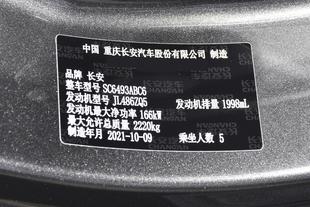 中国 重庆长安汽车股份有限公司 制造
品牌 长安
整车型号 SC6493ABC6
发动机型号 JL486ZQ5 发动机排量 1998mL
发动机最大净功率 166kW
最大允许总质量 2220kg
制造年月 2021-10-09 乘坐人数 5